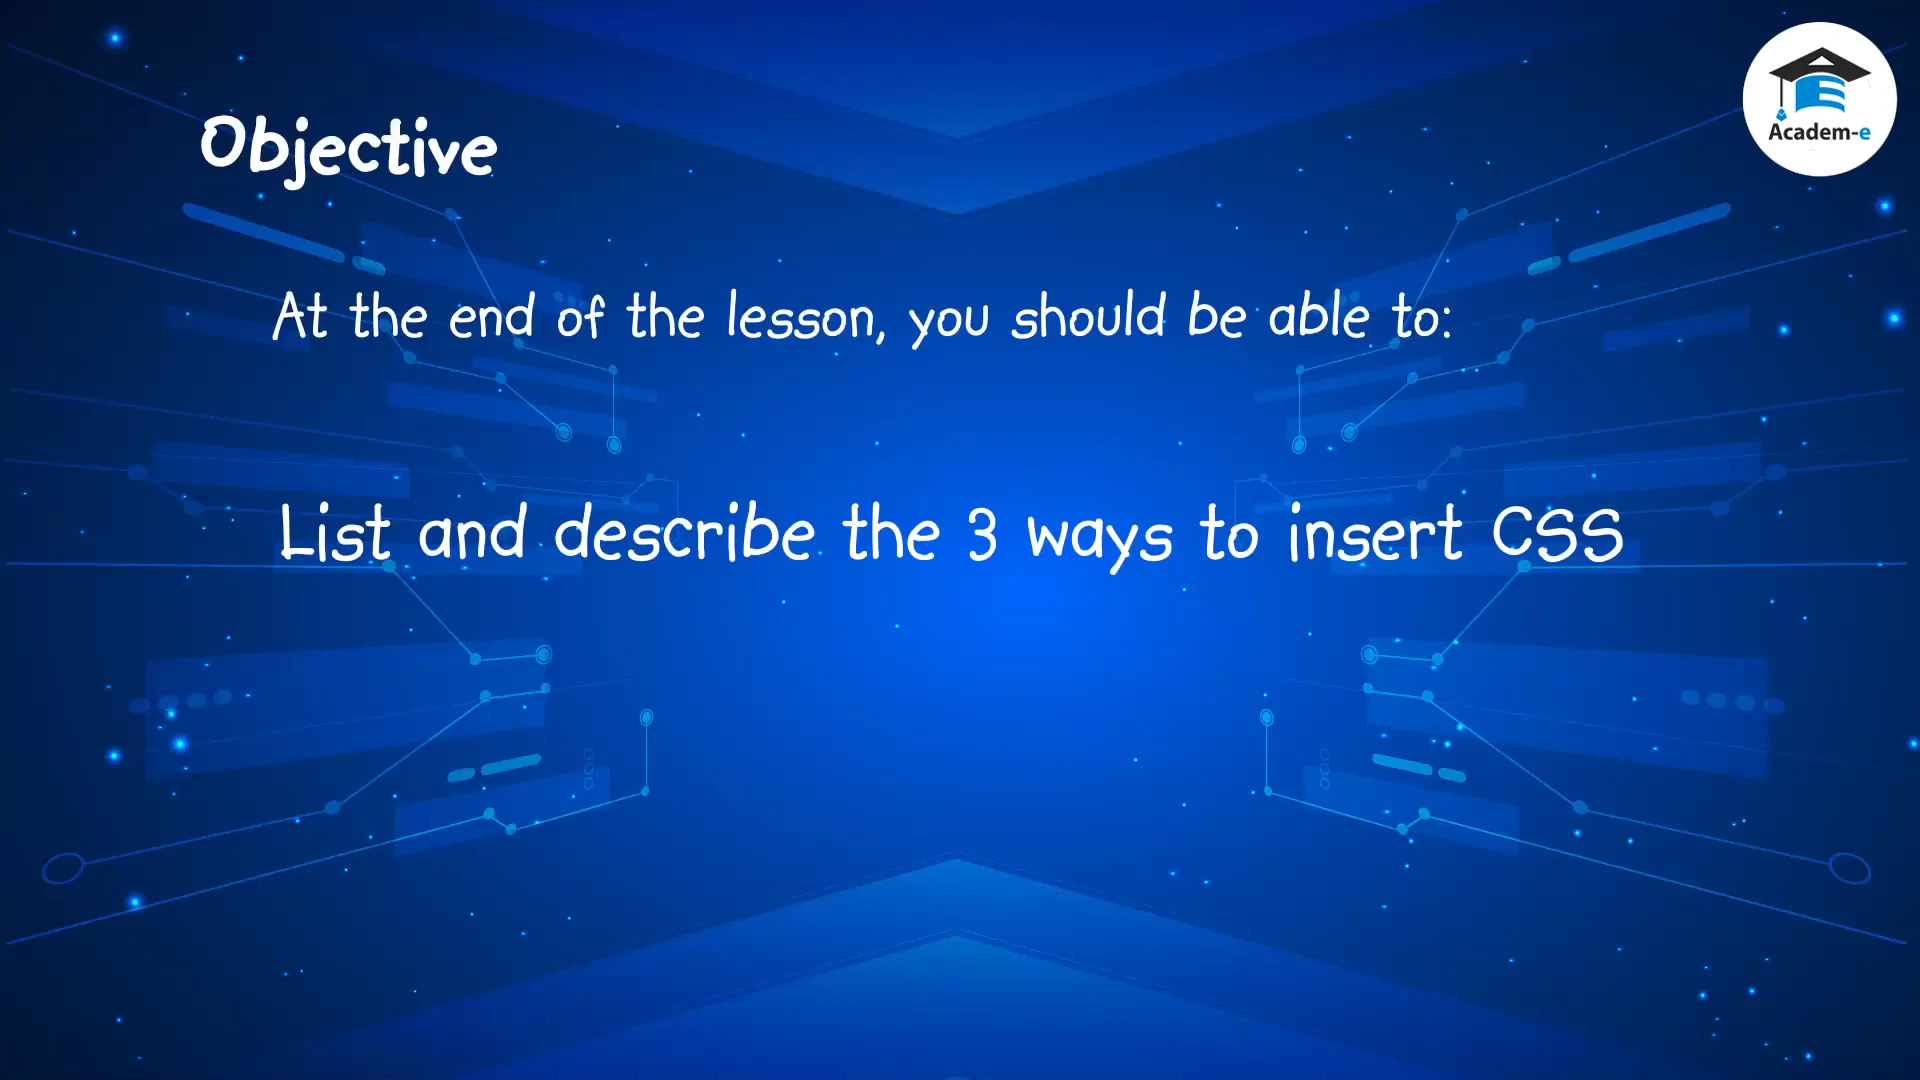 Academ-e
Objective
At the end of the lesson, you should be able to:
List and describe the 3 ways to insert CSS